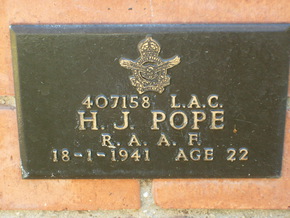 407158 L.A.C.
H. J. POPE
R. A. A. F.
18-1-1941 AGE 22